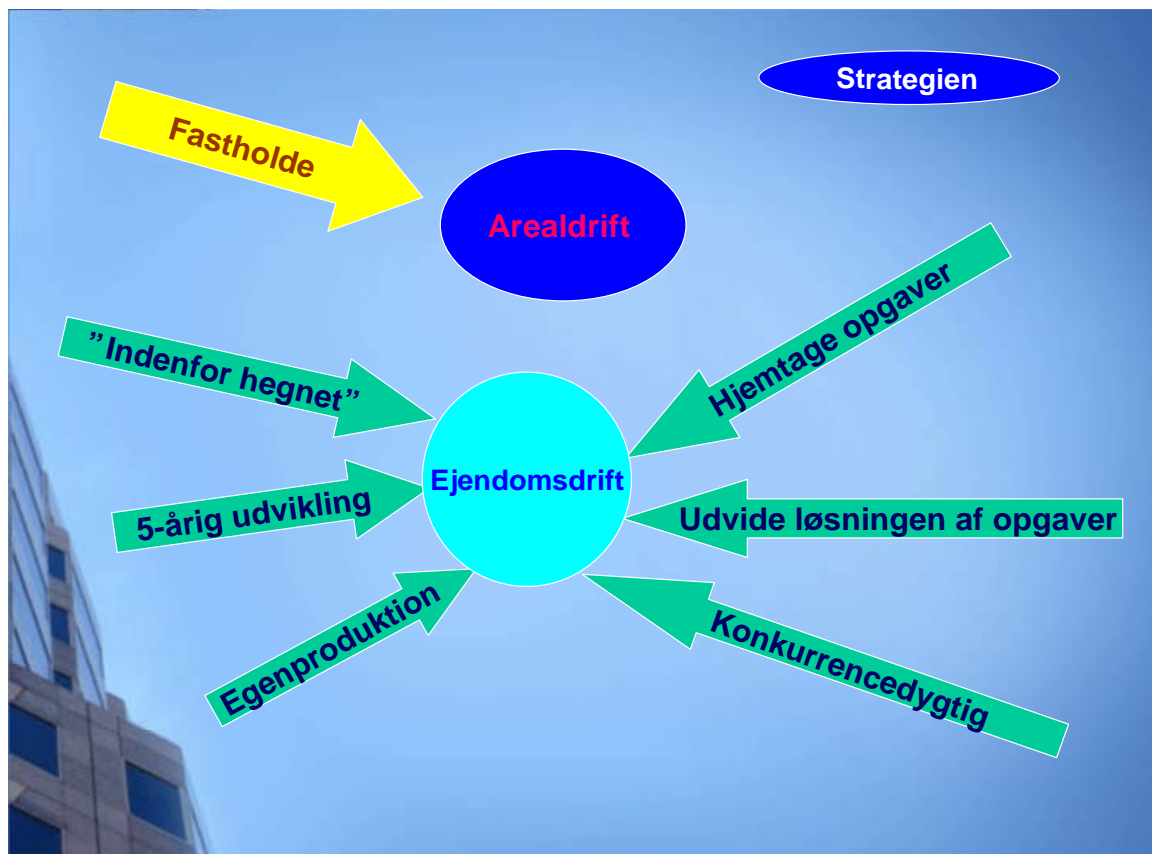 Strategien
Fastholde
Arealdrift
”Indenfor hegnet”
Hjemtage opgaver
Ejendomsdrift
5-årig udvikling
Udvide løsningen af opgaver
Egenproduktion
Konkurrencedygtig